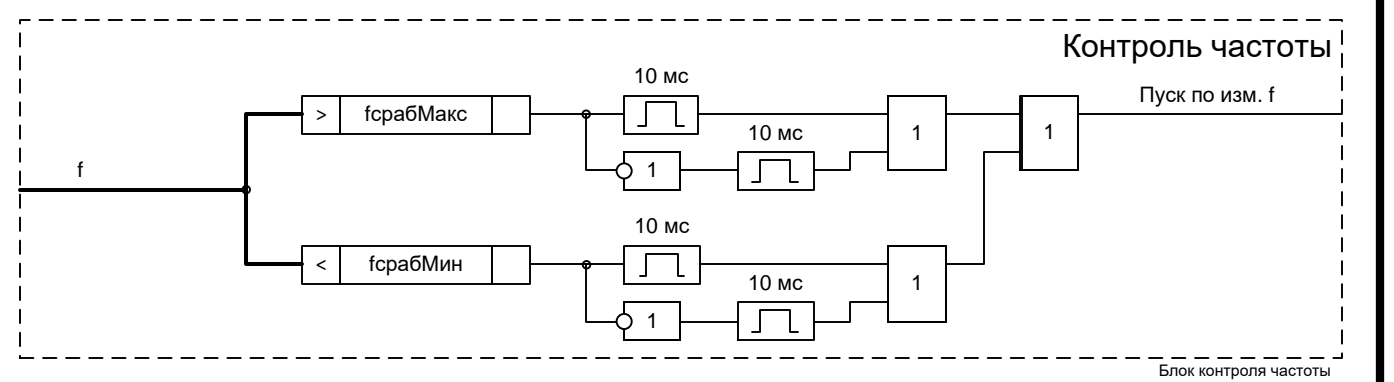 Контроль частоты
10 мс
> fсрабМакс
1
1
Пуск по изм. f
10 мс
1
f
10 мс
< fсрабМин
1
10 мс
1
Блок контроля частоты